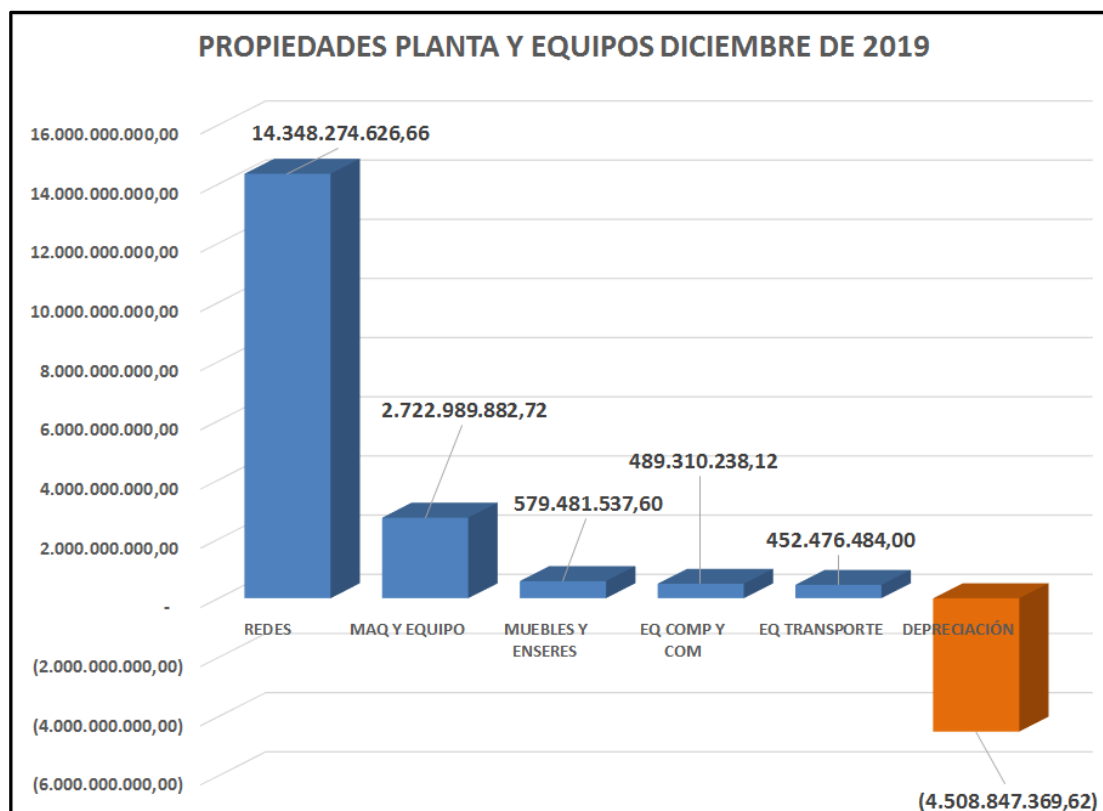 PROPIEDADES PLANTA Y EQUIPOS DICIEMBRE DE 2019
16.000.000.000,00
14.000.000.000,00
12.000.000.000,00
10.000.000.000,00
8.000.000.000,00
6.000.000.000,00
4.000.000.000,00
2.000.000.000,00
-
(2.000.000.000,00)
(4.000.000.000,00)
(6.000.000.000,00)
14.348.274.626,66
2.722.989.882,72
579.481.537,60
489.310.238,12
452.476.484,00
(4.508.847.369,62)
REDES
MAQ Y EQUIPO
MUEBLES Y
ENSERES
EQ COMP Y
COM
EQ TRANSPORTE
DEPRECIACIÓN